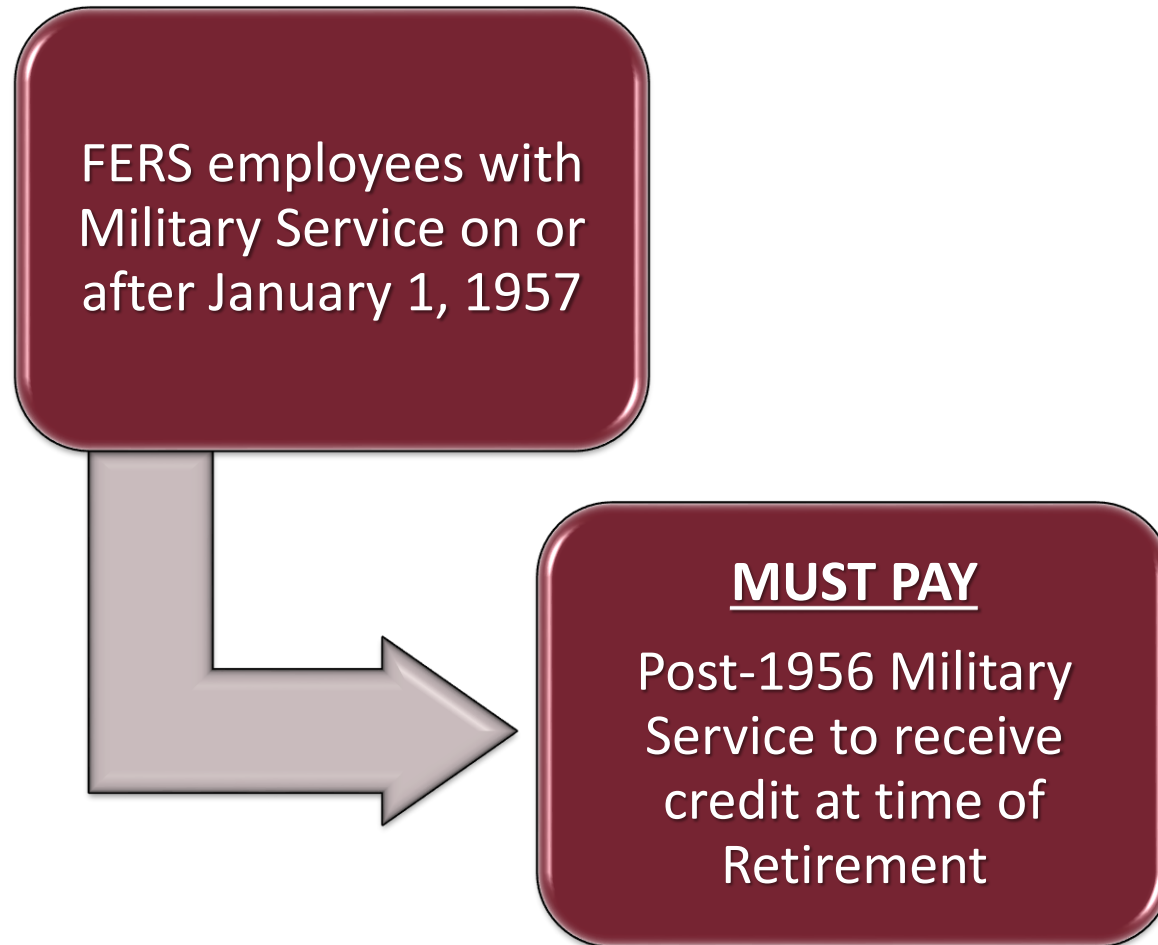 FERS employees with
Military Service on or
after January 1, 1957
MUST PAY
Post-1956 Military
Service to receive
credit at time of
Retirement